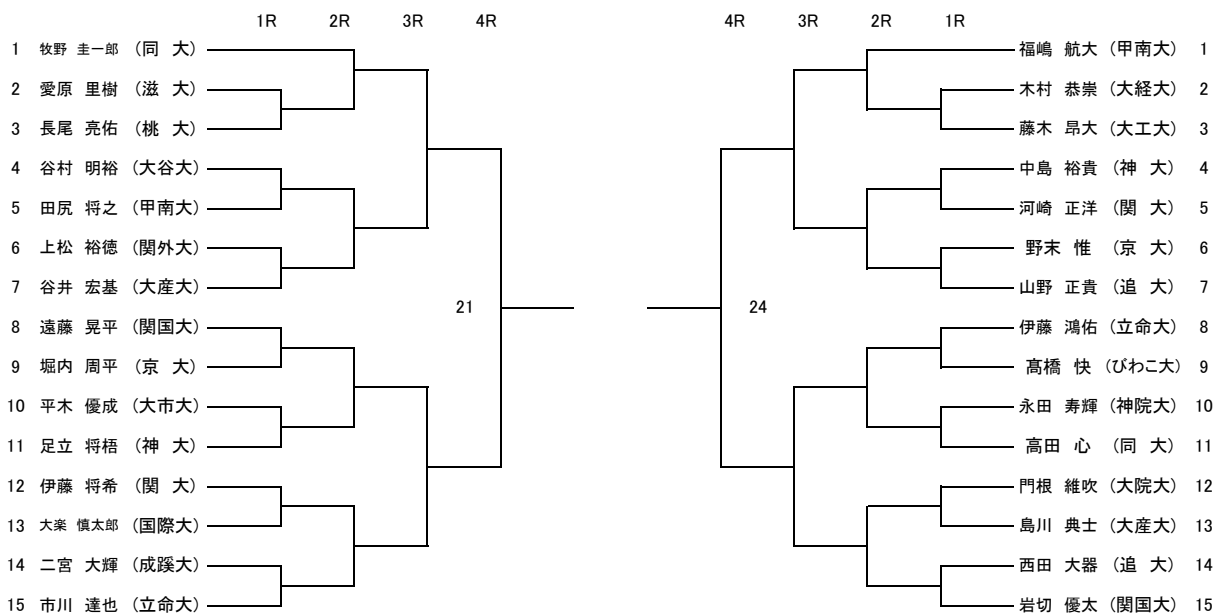 1R 2R 3R 4R
1 牧野 圭一郎 (同 大)
2 愛原 里樹 (滋 大)
3 長尾 亮佑 (桃 大)
4 谷村 明裕 (大谷大)
5 田尻 将之 (甲南大)
6 上松 裕徳 (関外大)
7 谷井 宏基 (大産大)
21
8 遠藤 晃平 (関国大)
9 堀内 周平 (京 大)
10 平木 優成 (大市大)
11 足立 将梧 (神 大)
12 伊藤 将希 (関 大)
13 大楽 慎太郎 (国際大)
14 二宮 大輝 (成蹊大)
15 市川 達也 (立命大)
4R 3R 2R 1R
福嶋 航大 (甲南大) 1
木村 恭崇 (大経大) 2
藤木 昂大 (大工大) 3
中島 裕貴 (神 大) 4
河崎 正洋 (関 大) 5
野末 惟 (京 大) 6
山野 正貴 (追 大) 7
24
伊藤 鴻佑 (立命大) 8
髙橋 快 (びわこ大) 9
永田 寿輝 (神院大) 10
高田 心 (同 大) 11
門根 維吹 (大院大) 12
島川 典士 (大産大) 13
西田 大器 (追 大) 14
岩切 優太 (関国大) 15